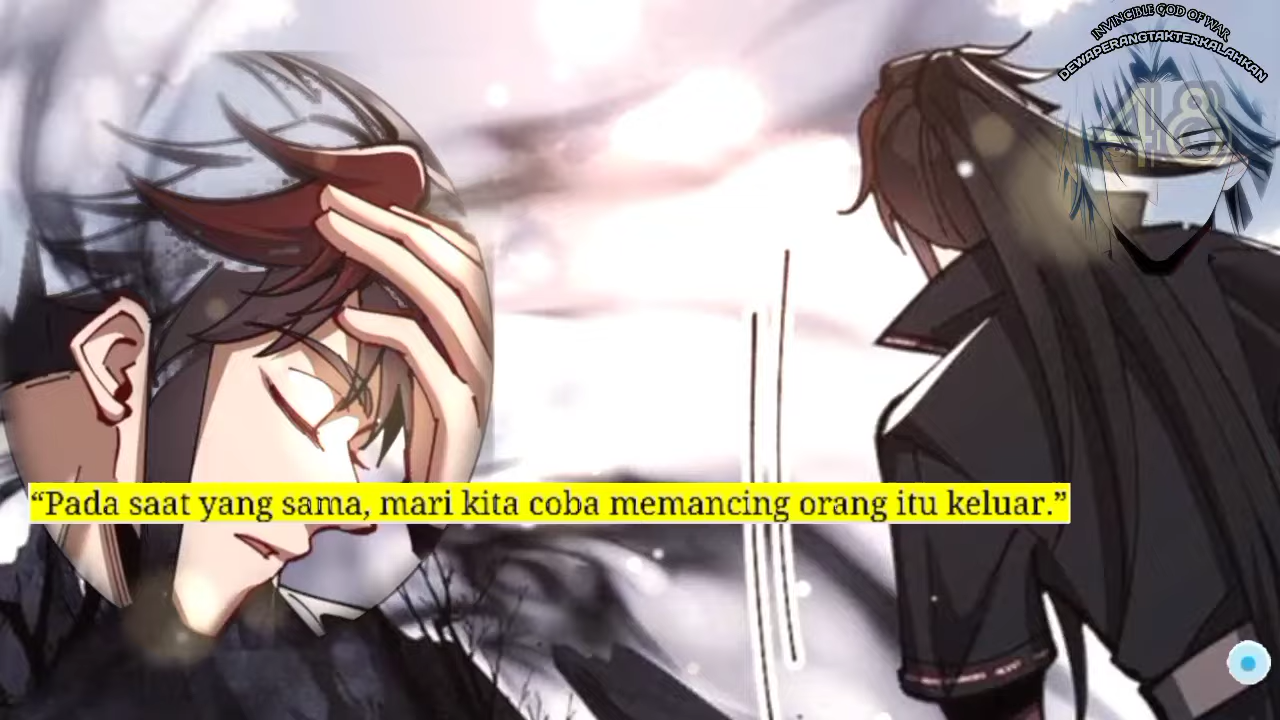 INVINCIBLE GOD OF WAR
DEWAPERANGTAKTERKALAHKAN
48
“Pada saat yang sama, mari kita coba memancing orang itu keluar.”